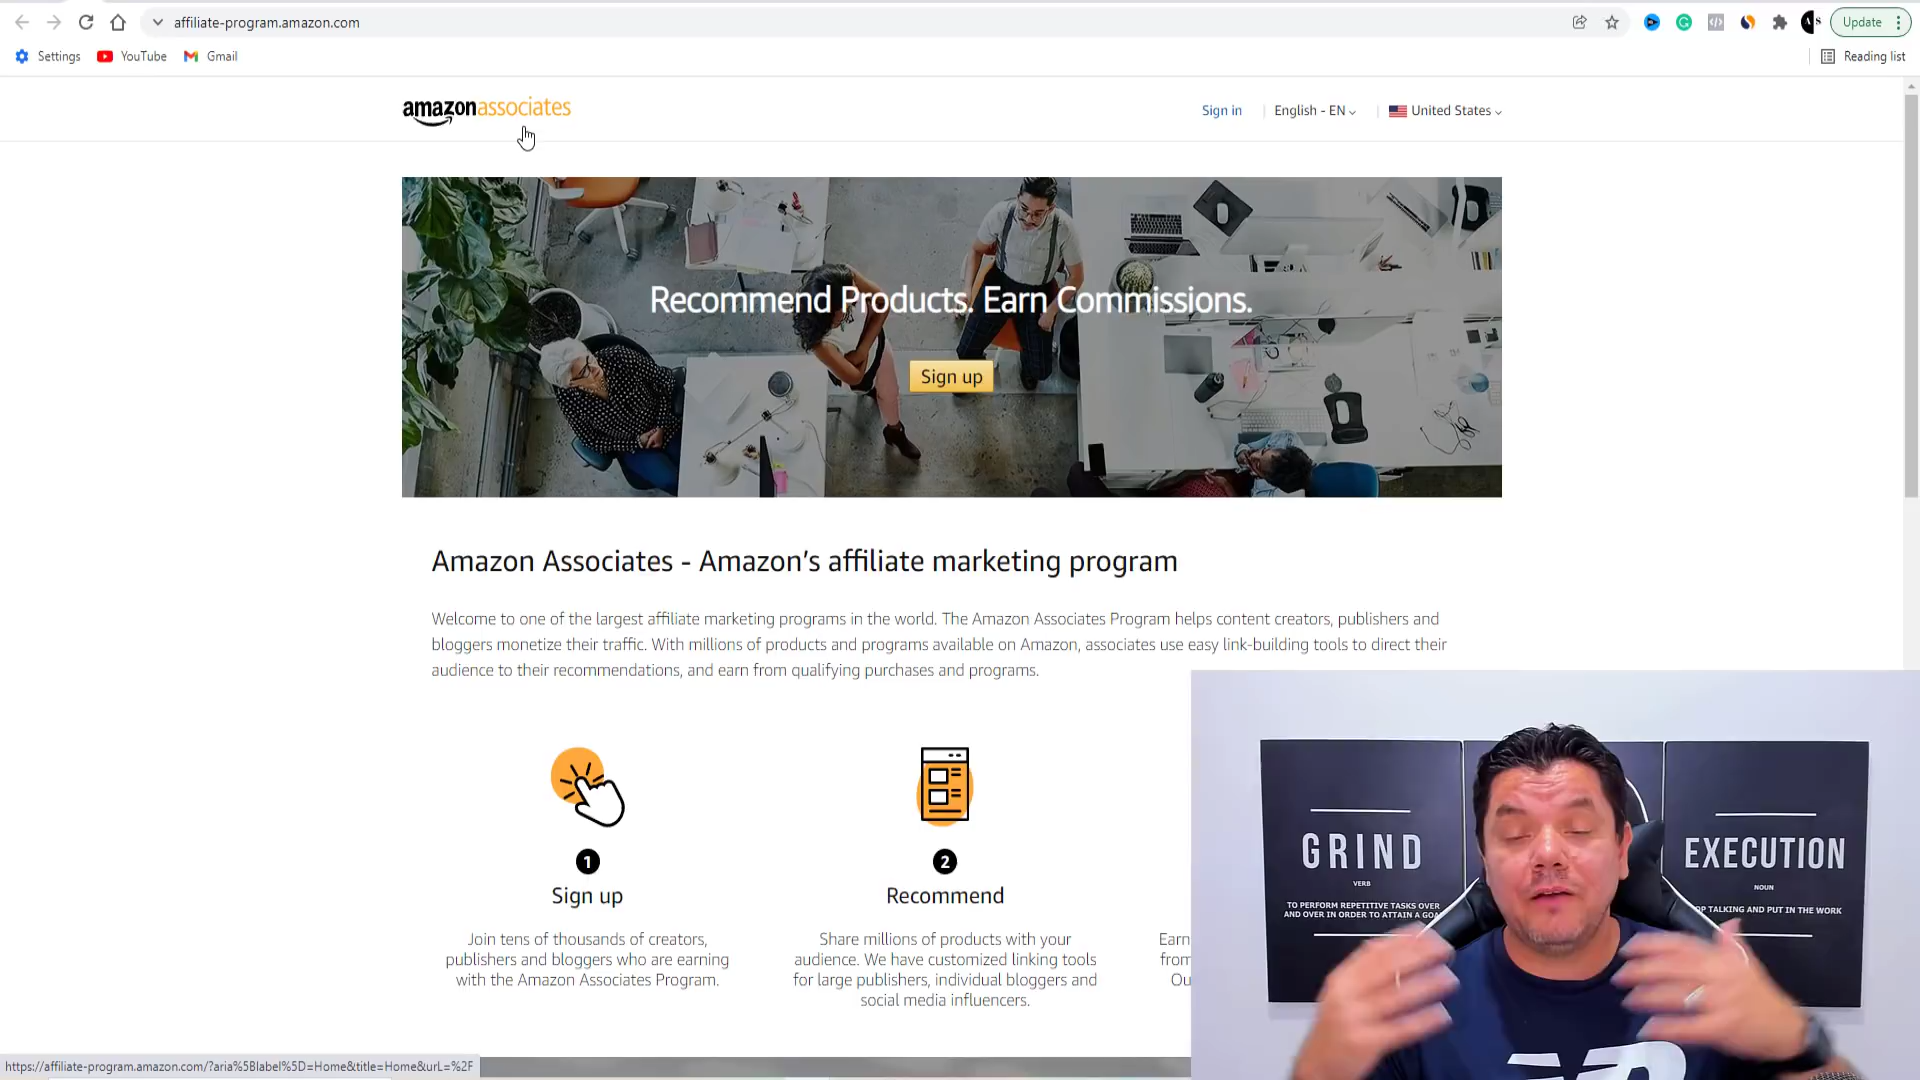 affiliate-program.amazon.com
Update
Settings
YouTube
Gmail
Reading list
amazonassociates
Sign in
English - EN
United States
Recommend Products. Earn Commissions.
Sign up
Amazon Associates - Amazon's affiliate marketing program
Welcome to one of the largest affiliate marketing programs in the world. The Amazon Associates Program helps content creators, publishers and
bloggers monetize their traffic. With millions of products and programs available on Amazon, associates use easy link-building tools to direct their
audience to their recommendations, and earn from qualifying purchases and programs.
1
Sign up
Join tens of thousands of creators,
publishers and bloggers who are earning
with the Amazon Associates Program.
2
Recommend
Share millions of products with your
audience. We have customized linking tools
for large publishers, individual bloggers and
social media influencers.
Earn
from
Ou
GRIND
VERB
TO PERFORM REPETITIVE TASKS OVER
AND OVER IN ORDER TO ATTAIN A GOA
EXECUTION
NOUN
OP TALKING AND PUT IN THE WORK
https://affiliate-program.amazon.com/?aria%5Blabel%5D=Home&title=Home&urL=%2F